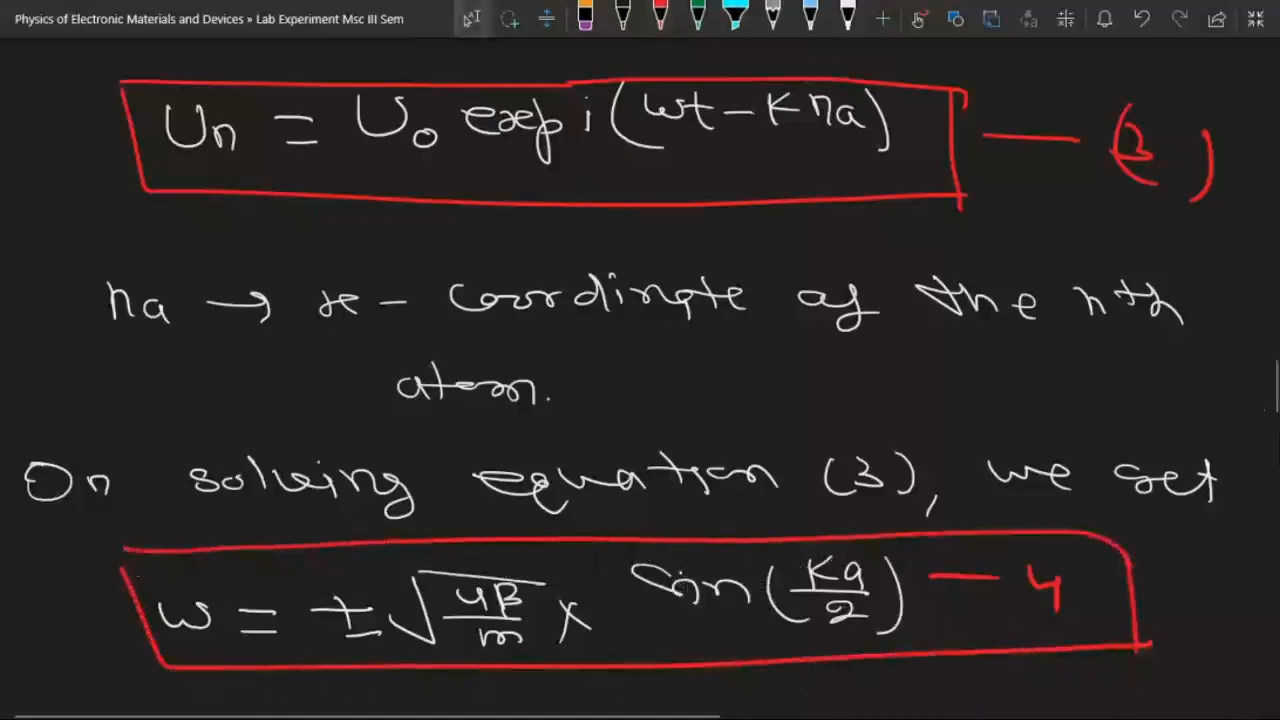 Physics of Electronic Materials and Devices » Lab Experiment Msc III Sem
Un = U₀ exp i (ωt – Kna) — (3)
na → x - coordinate of the nth
atom.
On solving equation (3), we get
ω = ± √(4β/m) × Sin (Ka/2) — 4